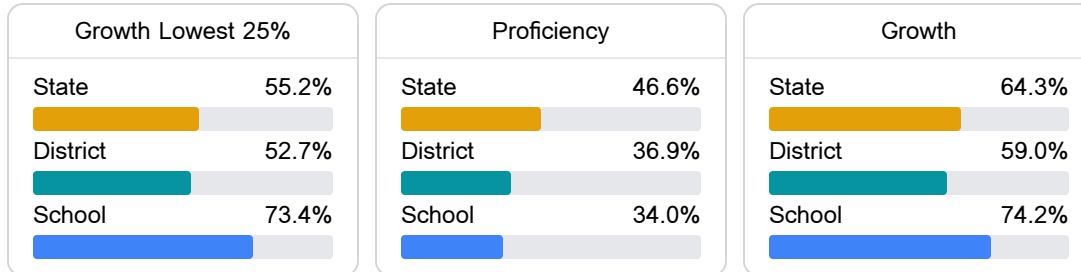 Growth Lowest 25%
State 55.2%
District 52.7%
School 73.4%
Proficiency
State 46.6%
District 36.9%
School 34.0%
Growth
State 64.3%
District 59.0%
School 74.2%